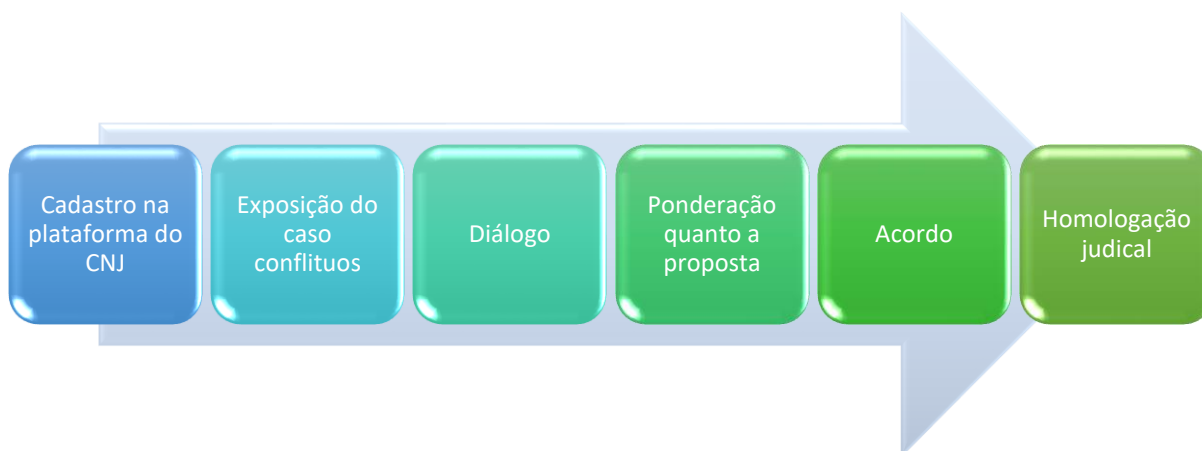 Cadastro na
plataforma do
CNJ
Exposição do
caso
conflituos
Diálogo
Ponderação
quanto a
proposta
Acordo
Homologação
judical